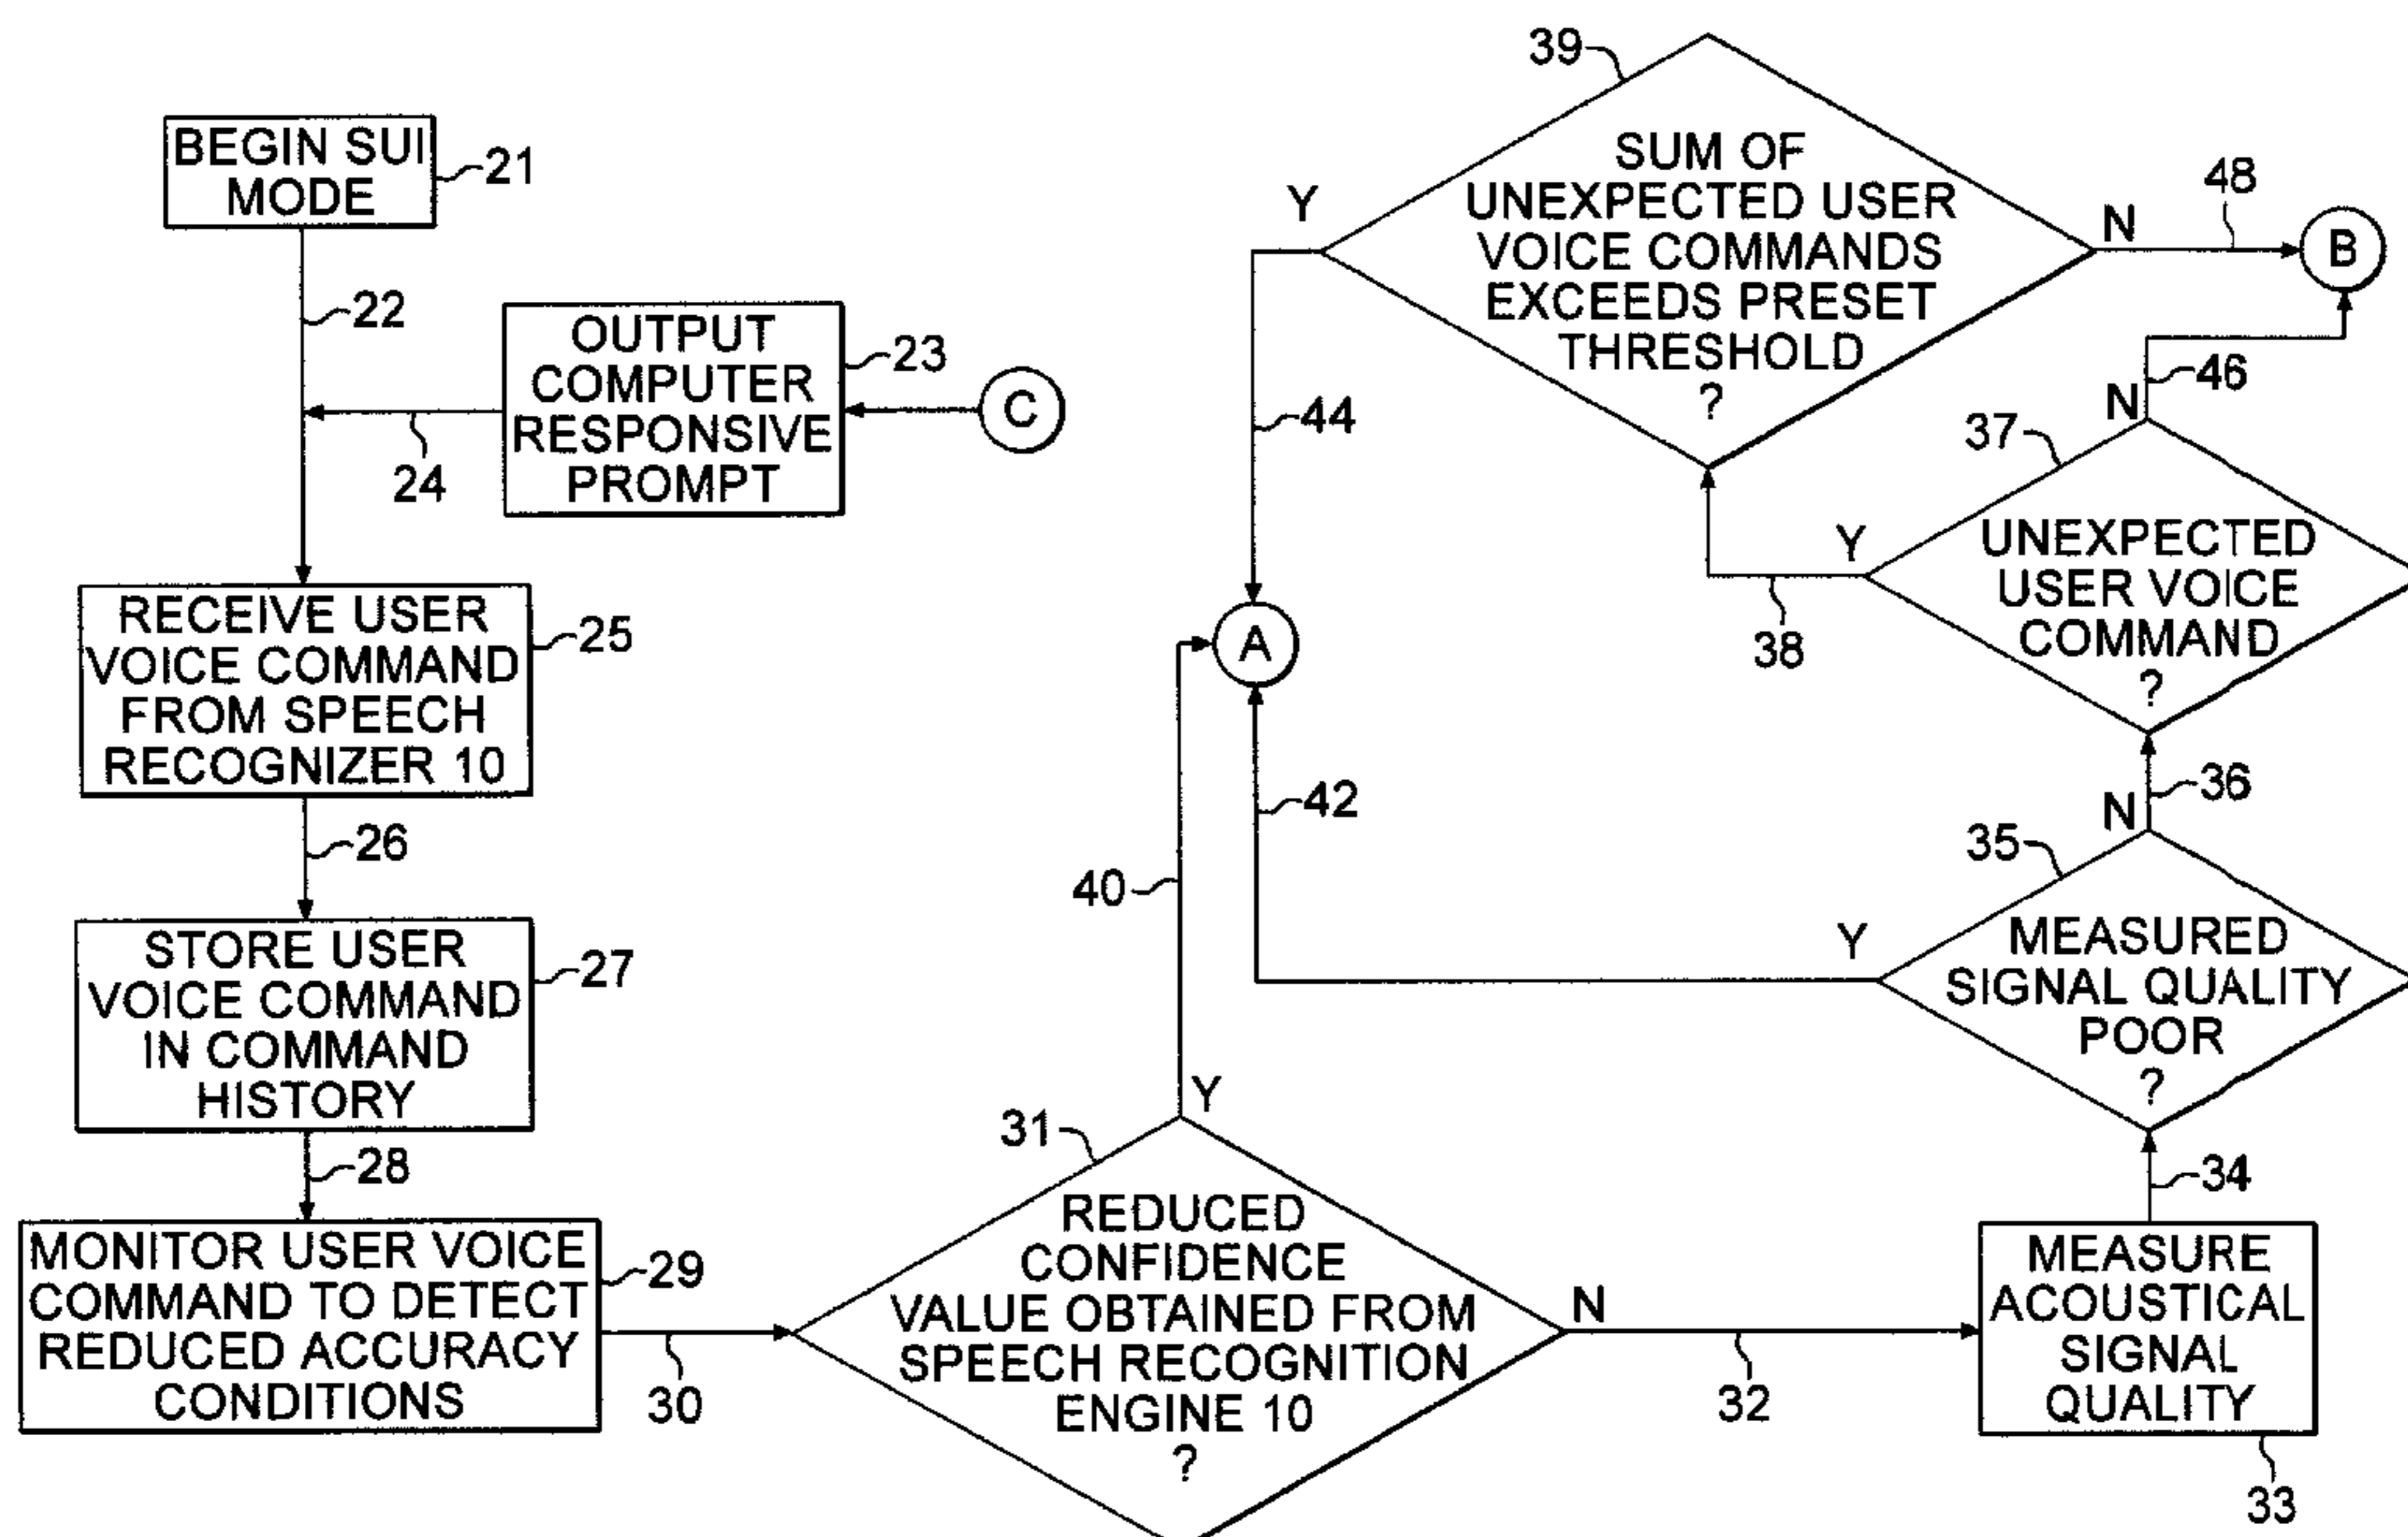 BEGIN SUI
MODE
21
22
OUTPUT
COMPUTER
RESPONSIVE
PROMPT
23
C
24
RECEIVE USER
VOICE COMMAND
FROM SPEECH
RECOGNIZER 10
25
26
STORE USER
VOICE COMMAND
IN COMMAND
HISTORY
27
28
MONITOR USER VOICE
COMMAND TO DETECT
REDUCED ACCURACY
CONDITIONS
29
30
31
REDUCED
CONFIDENCE
VALUE OBTAINED FROM
SPEECH RECOGNITION
ENGINE 10
?
Y
40
N
32
MEASURE
ACOUSTICAL
SIGNAL
QUALITY
33
34
35
MEASURED
SIGNAL QUALITY
POOR
?
Y
42
N
36
37
UNEXPECTED
USER VOICE
COMMAND
?
Y
38
N
46
39
SUM OF
UNEXPECTED USER
VOICE COMMANDS
EXCEEDS PRESET
THRESHOLD
?
Y
44
A
N
48
B